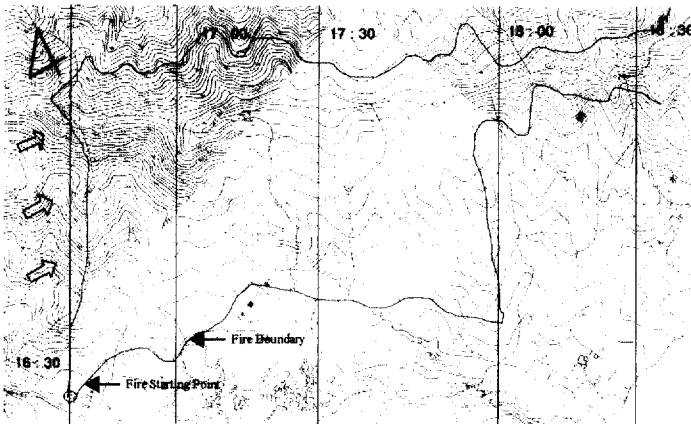 17 : 00
17 : 30
18 : 00
18 : 30
Fire Boundary
16 : 30
Fire Starting Point